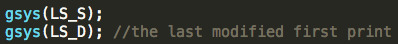 gsys(LS_S);
gsys(LS_D); //the last modified first print